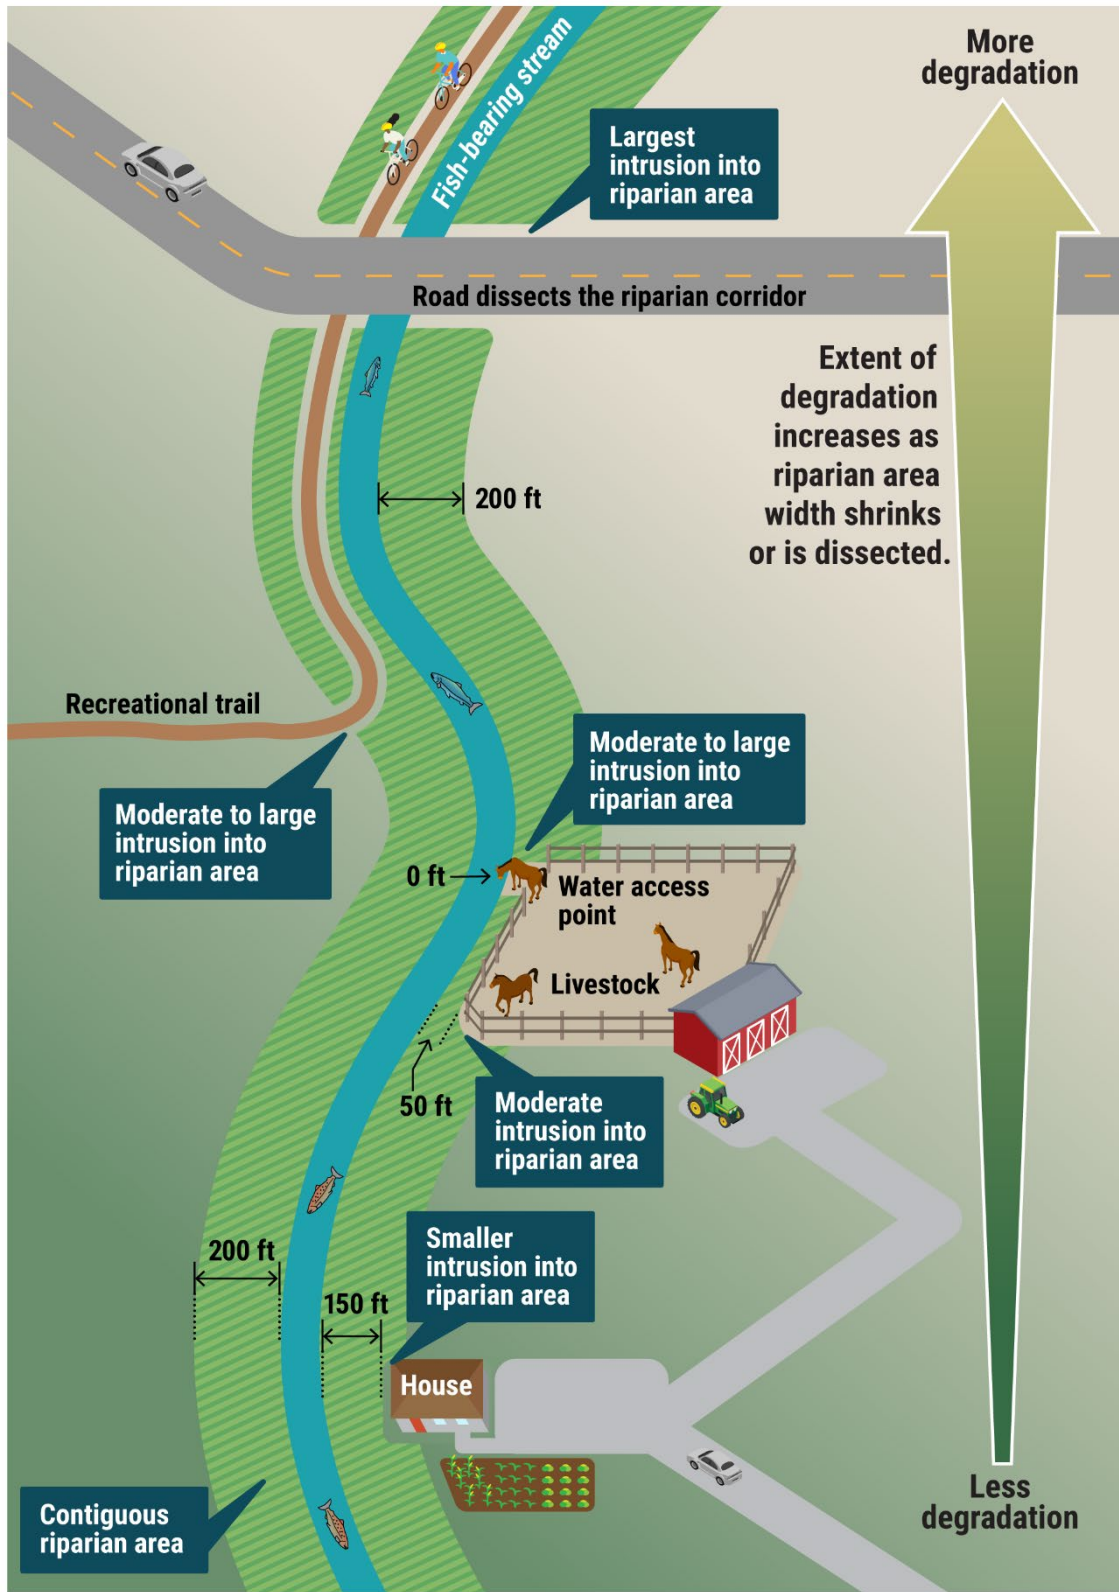 More
degradation
Fish-bearing stream
Largest
intrusion into
riparian area
Road dissects the riparian corridor
Extent of
degradation
increases as
riparian area
width shrinks
or is dissected.
200 ft
Recreational trail
Moderate to large
intrusion into
riparian area
Moderate to large
intrusion into
riparian area
0 ft
Water access
point
Livestock
50 ft
Moderate
intrusion into
riparian area
Smaller
intrusion into
riparian area
200 ft
150 ft
House
Less
degradation
Contiguous
riparian area